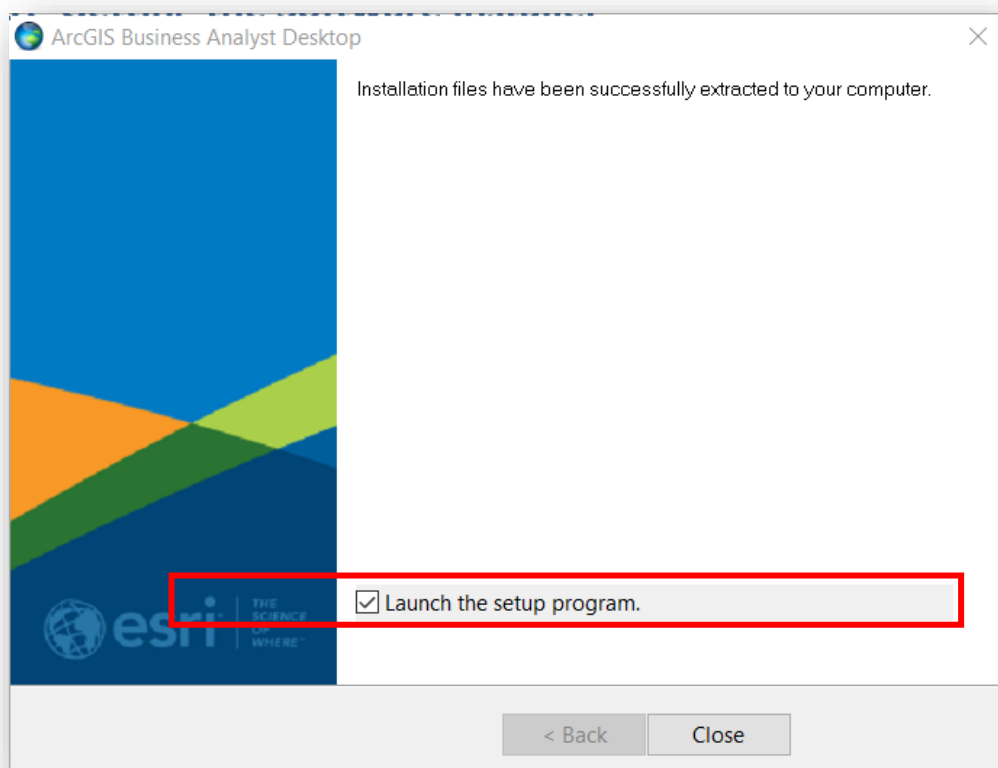 ArcGIS Business Analyst Desktop
Installation files have been successfully extracted to your computer.
Launch the setup program.
esri
THE
SCIENCE
OF
WHERE™
< Back
Close